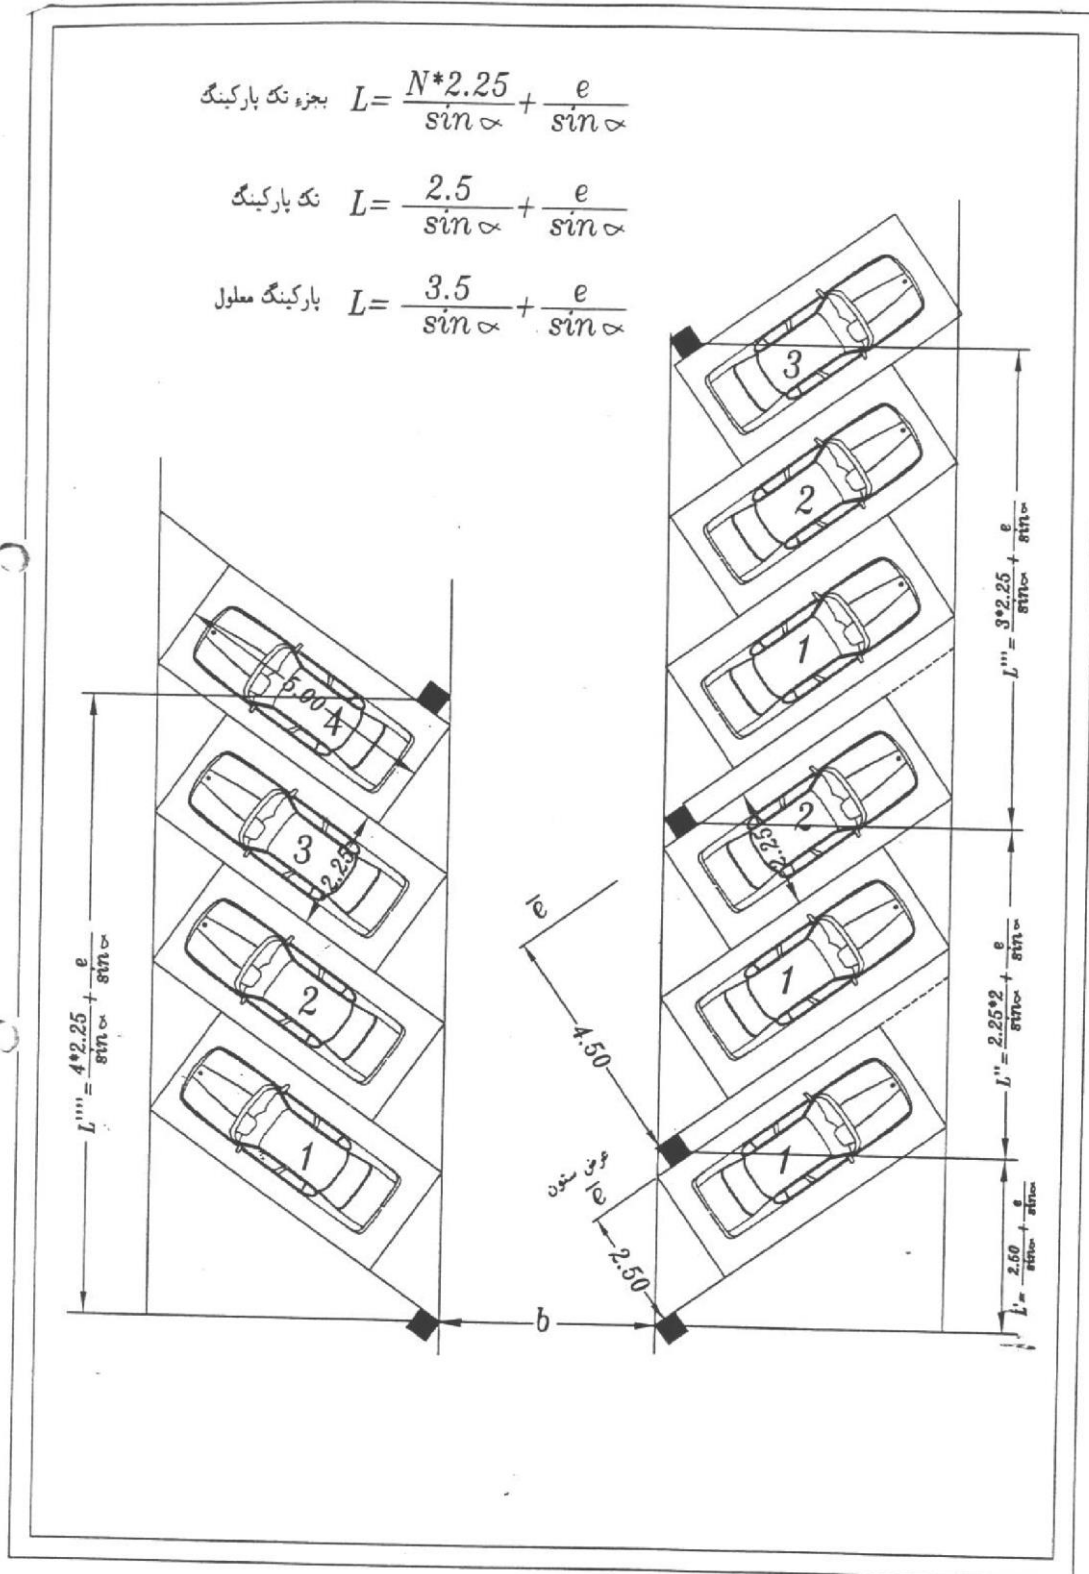 بجزء تک پارکینگ L= N*2.25/sin ∝ + e/sin ∝
تک پارکینگ L= 2.5/sin ∝ + e/sin ∝
پارکینگ معلول L= 3.5/sin ∝ + e/sin ∝
3
2
1
2
2.25
1
1
L'''= 3*2.25/sin∝ + e/sin∝
L''= 2.25*2/sin∝ + e/sin∝
L'= 2.50/sin∝ + e/sin∝
5.00
4
3
2.25
2
1
L''''= 4*2.25/sin∝ + e/sin∝
e
4.50
عرض ستون
e
2.50
b